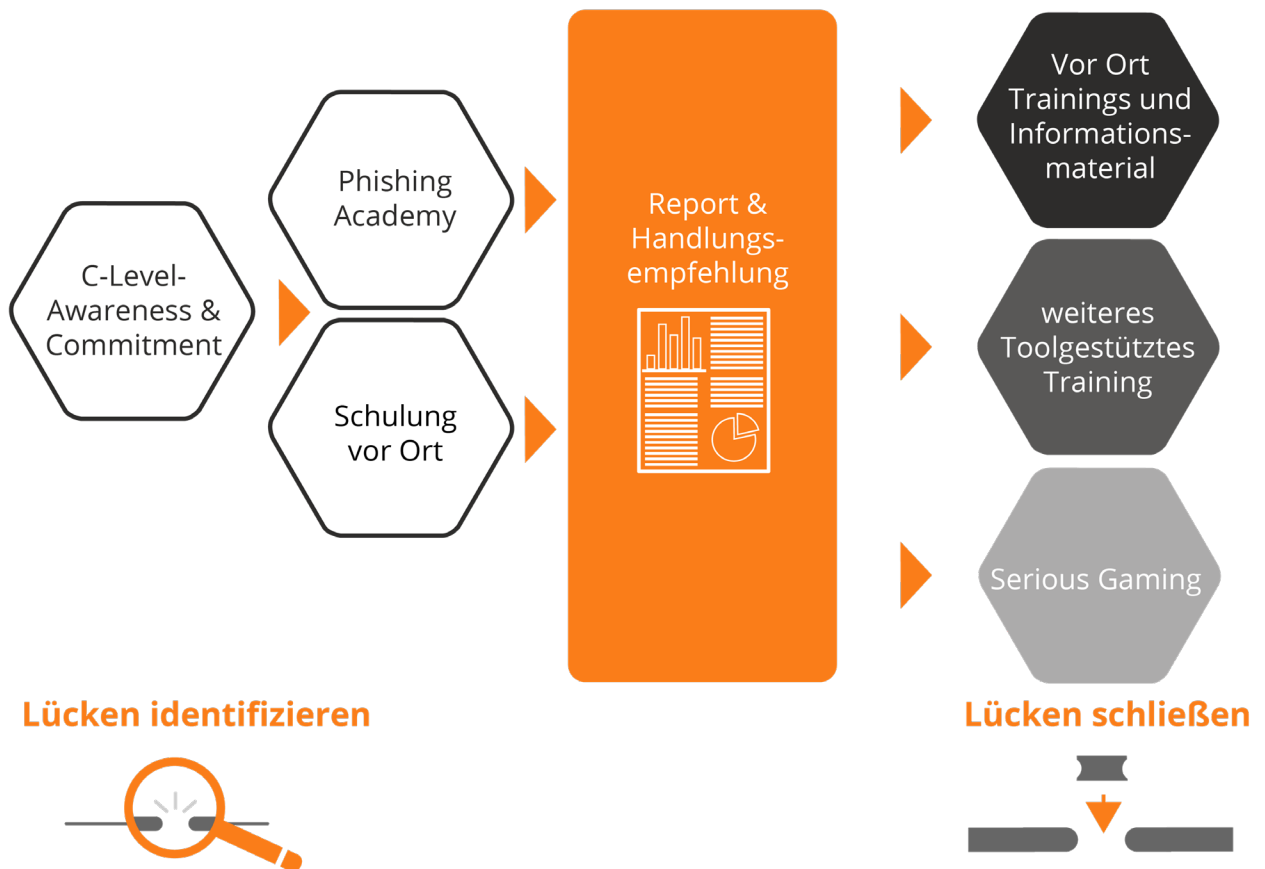 C-Level-
Awareness &
Commitment
Phishing
Academy
Schulung
vor Ort
Report &
Handlungs-
empfehlung
Vor Ort
Trainings und
Informations-
material
weiteres
Toolgestütztes
Training
Serious Gaming
Lücken identifizieren
Lücken schließen